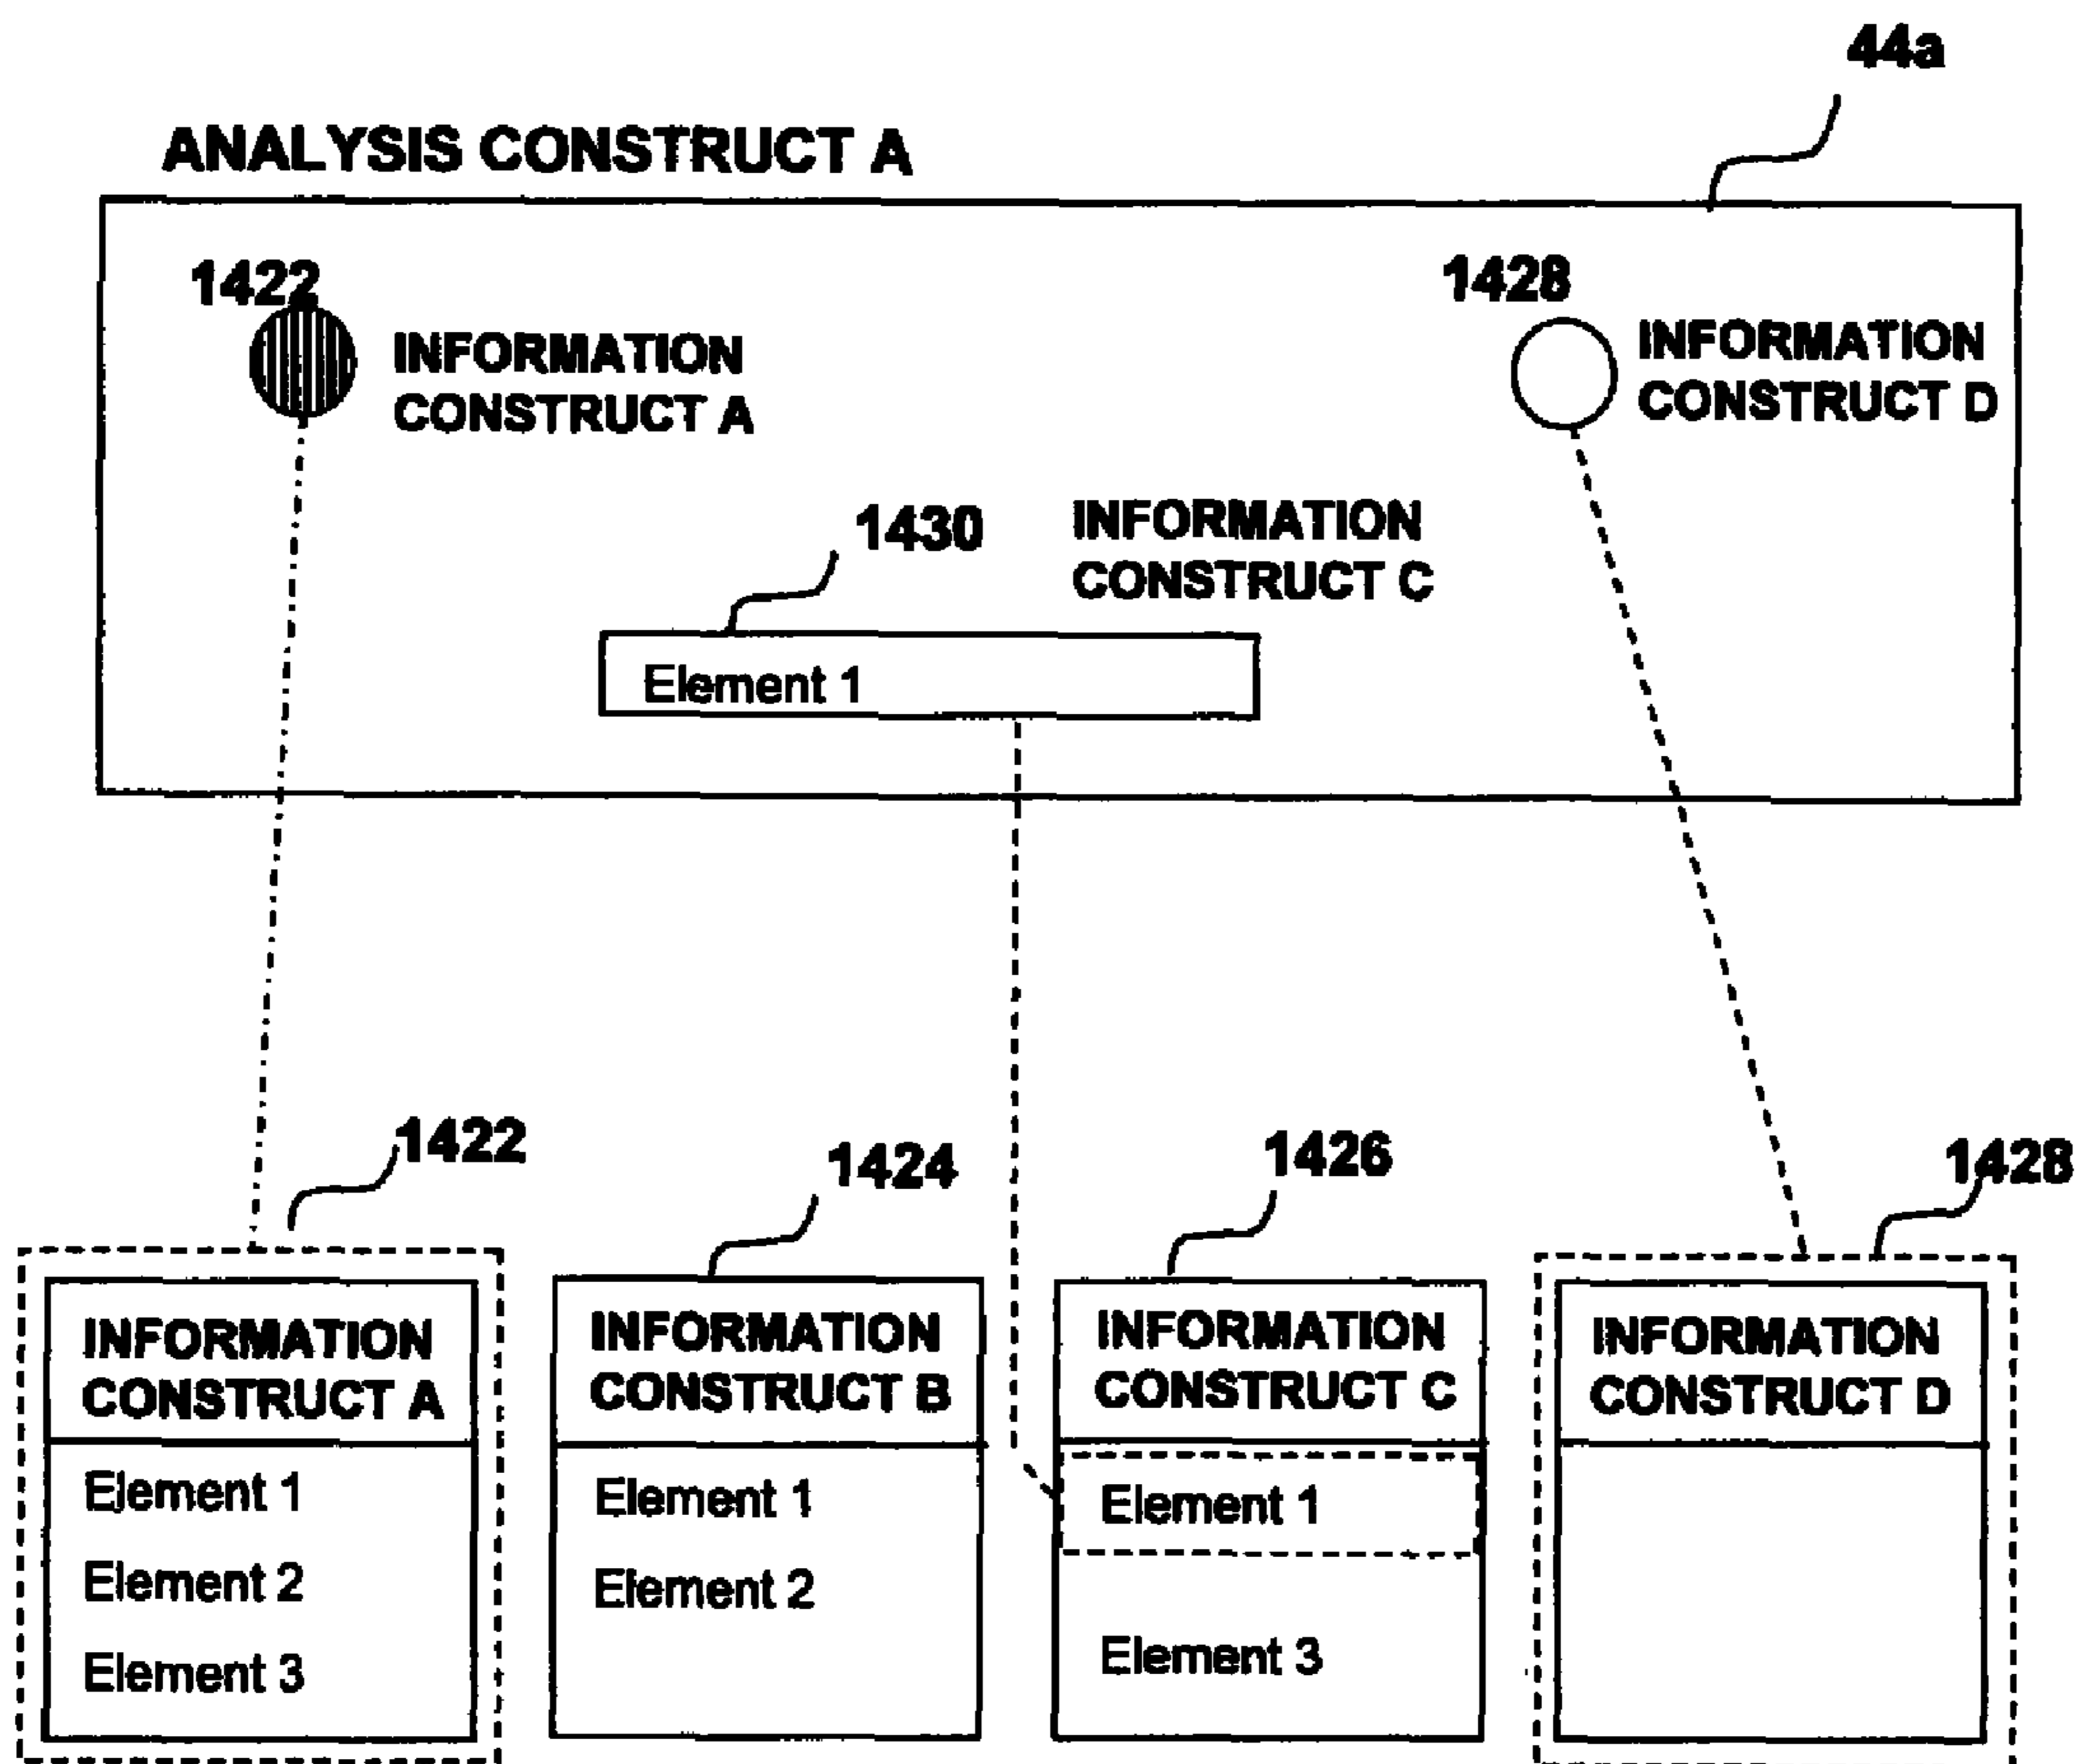 44a
ANALYSIS CONSTRUCT A
1422
INFORMATION
CONSTRUCT A
1428
INFORMATION
CONSTRUCT D
1430
INFORMATION
CONSTRUCT C
Element 1
1422
1424
1426
1428
INFORMATION
CONSTRUCT A
Element 1
Element 2
Element 3
INFORMATION
CONSTRUCT B
Element 1
Element 2
INFORMATION
CONSTRUCT C
Element 1
Element 3
INFORMATION
CONSTRUCT D